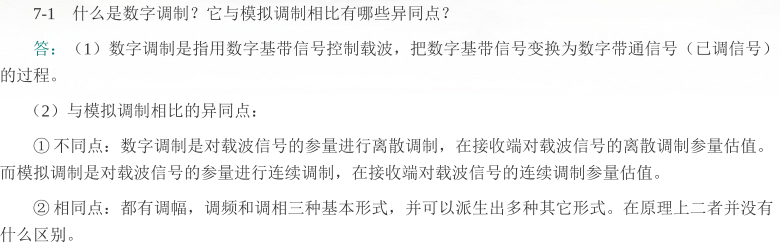 7-1 什么是数字调制？它与模拟调制相比有哪些异同点？
答：（1）数字调制是指用数字基带信号控制载波，把数字基带信号变换为数字带通信号（已调信号）
的过程。
（2）与模拟调制相比的异同点：
① 不同点：数字调制是对载波信号的参量进行离散调制，在接收端对载波信号的离散调制参量估值。
而模拟调制是对载波信号的参量进行连续调制，在接收端对载波信号的连续调制参量估值。
② 相同点：都有调幅，调频和调相三种基本形式，并可以派生出多种其它形式。在原理上二者并没有
什么区别。